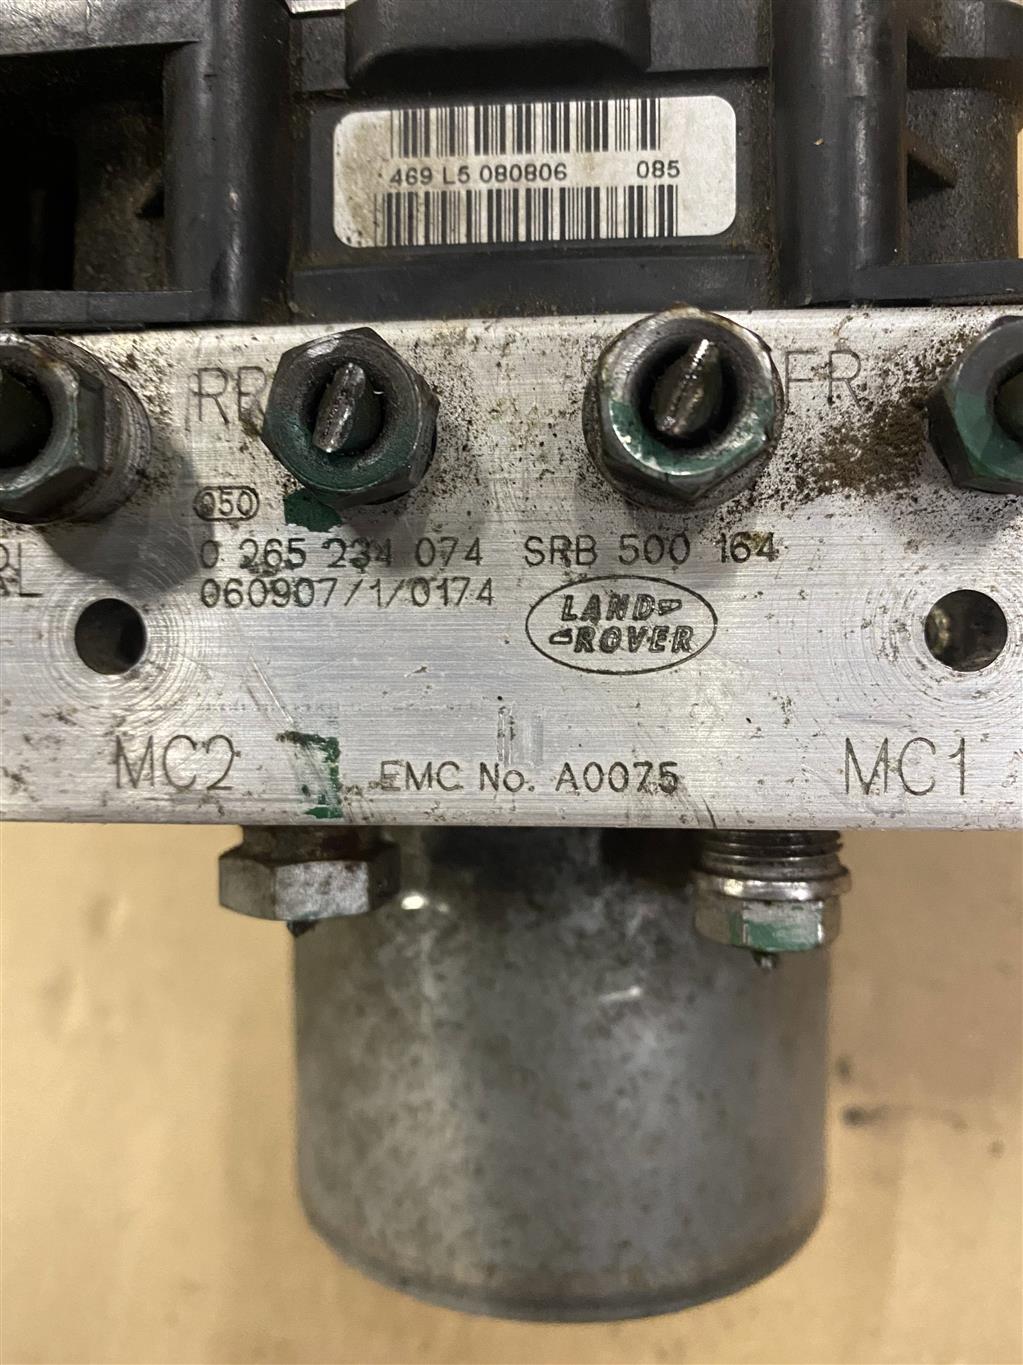 469 L5 080806 085
RR FR
050
0 265 234 074 SRB 500 164
060907/1/0174
RL
LAND
ROVER
MC2 MC1
EMC No. A0075